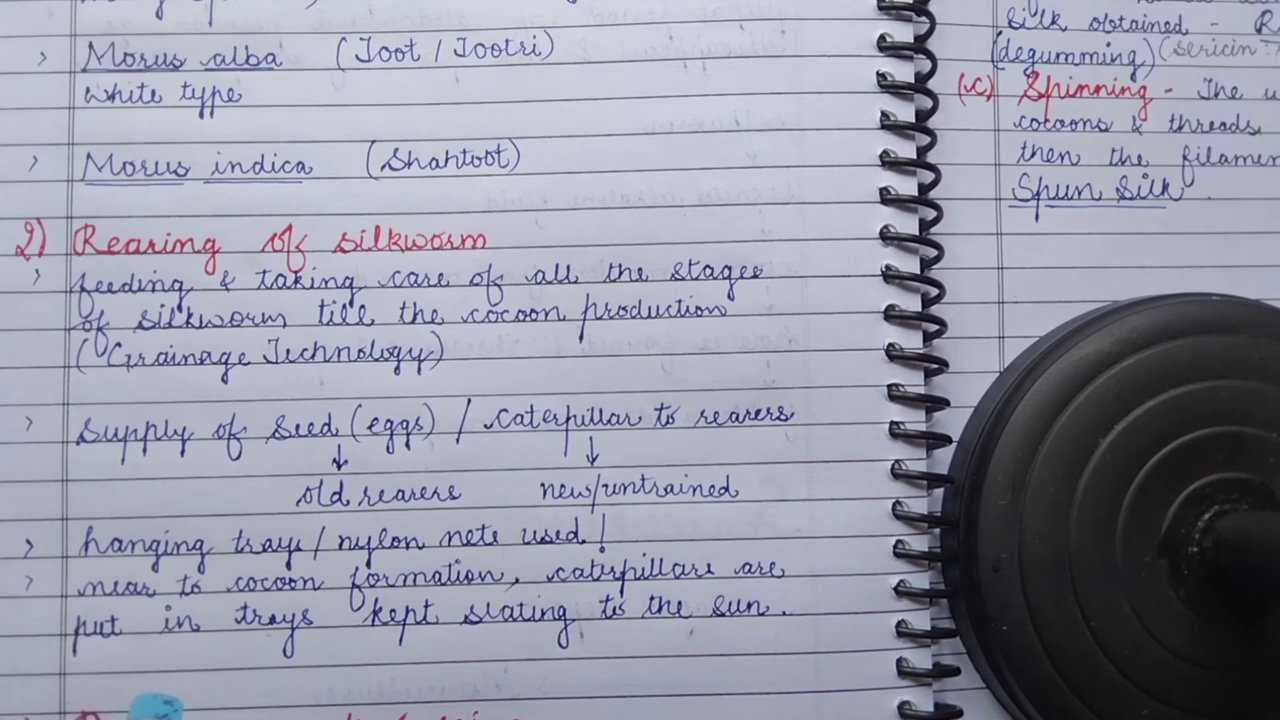 > Morus alba (Toot / Tootri)
white type
> Morus indica (Shahtoot)
2) Rearing of silkworm
> feeding & taking care of all the stages
of silkworm till the cocoon production
(Grainage Technology)
> Supply of seed (eggs) / caterpillar to rearers
↓ ↓
old rearers new/untrained
> hanging trays / nylon nets used!
> near to cocoon formation, caterpillars are
put in trays kept slating to the sun.
silk obtained - R
(degumming) (sericin
(c) Spinning - The u
cocoons & threads
then the filamen
Spun Silk